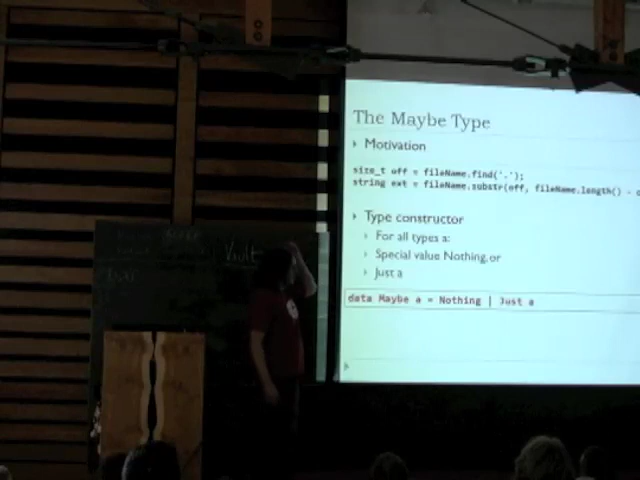 The Maybe Type
Motivation
size_t off = fileName.find('.');
string ext = fileName.substr(off, fileName.length() - o
Type constructor
For all types a:
Special value Nothing, or
Just a
data Maybe a = Nothing | Just a
Vault